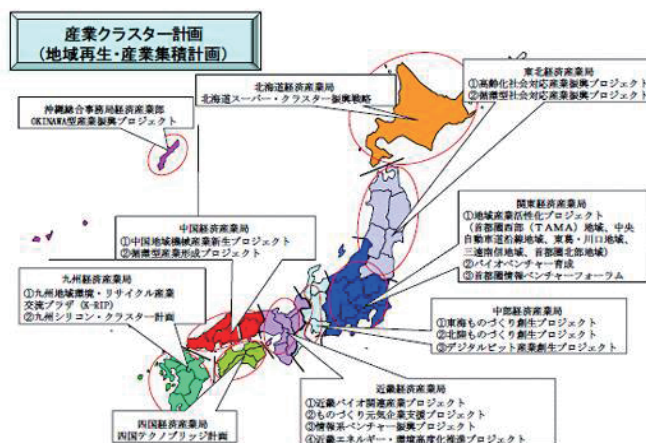 産業クラスター計画
(地域再生・産業集積計画)
北海道経済産業局
北海道スーパー・クラスター振興戦略
東北経済産業局
①高齢化社会対応産業振興プロジェクト
②循環型社会対応産業振興プロジェクト
沖縄総合事務局経済産業部
OKINAWA型産業振興プロジェクト
関東経済産業局
①地域産業活性化プロジェクト
(首都圏西部(TAMA)地域、中央
自動車道沿線地域、東葛・川口地域、
三遠南信地域、首都圏北部地域)
②バイオベンチャー育成
③首都圏情報ベンチャーフォーラム
中国経済産業局
①中国地域機械産業新生プロジェクト
②循環型産業形成プロジェクト
九州経済産業局
①九州地域環境・リサイクル産業
交流プラザ(K-RIP)
②九州シリコン・クラスター計画
中部経済産業局
①東海ものづくり創生プロジェクト
②北陸ものづくり創生プロジェクト
③デジタルビット産業創生プロジェクト
近畿経済産業局
①近畿バイオ関連産業プロジェクト
②ものづくり元気企業支援プロジェクト
③情報系ベンチャー振興プロジェクト
④近畿エネルギー・環境高度化推進プロジェクト
四国経済産業局
四国テクノブリッジ計画